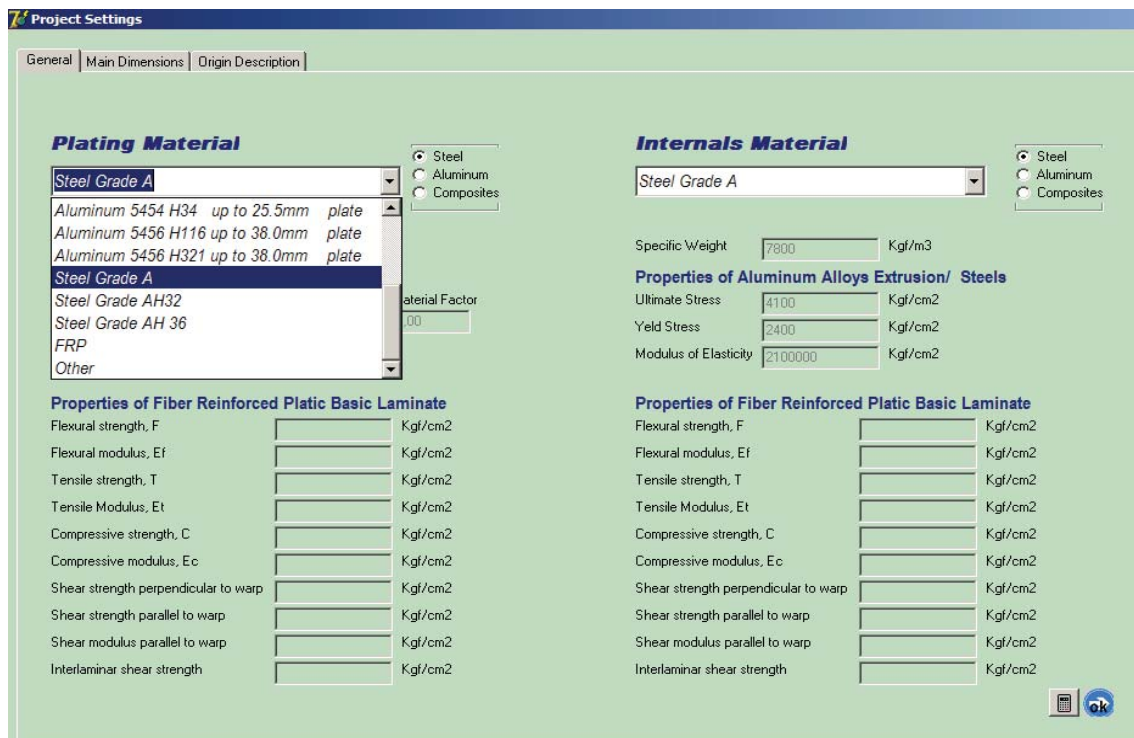 Project Settings
General Main Dimensions Origin Description
Plating Material
Steel Grade A
Steel
Aluminum
Composites
Aluminum 5454 H34 up to 25.5mm plate
Aluminum 5456 H116 up to 38.0mm plate
Aluminum 5456 H321 up to 38.0mm plate
Steel Grade A
Steel Grade AH32
Steel Grade AH 36
FRP
Other
Factor
,00
Properties of Fiber Reinforced Platic Basic Laminate
Flexural strength, F Kgf/cm2
Flexural modulus, Ef Kgf/cm2
Tensile strength, T Kgf/cm2
Tensile Modulus, Et Kgf/cm2
Compressive strength, C Kgf/cm2
Compressive modulus, Ec Kgf/cm2
Shear strength perpendicular to warp Kgf/cm2
Shear strength parallel to warp Kgf/cm2
Shear modulus parallel to warp Kgf/cm2
Interlaminar shear strength Kgf/cm2
Internals Material
Steel Grade A
Steel
Aluminum
Composites
Specific Weight 7800 Kgf/m3
Properties of Aluminum Alloys Extrusion/ Steels
Ultimate Stress 4100 Kgf/cm2
Yeld Stress 2400 Kgf/cm2
Modulus of Elasticity 2100000 Kgf/cm2
Properties of Fiber Reinforced Platic Basic Laminate
Flexural strength, F Kgf/cm2
Flexural modulus, Ef Kgf/cm2
Tensile strength, T Kgf/cm2
Tensile Modulus, Et Kgf/cm2
Compressive strength, C Kgf/cm2
Compressive modulus, Ec Kgf/cm2
Shear strength perpendicular to warp Kgf/cm2
Shear strength parallel to warp Kgf/cm2
Shear modulus parallel to warp Kgf/cm2
Interlaminar shear strength Kgf/cm2
ok